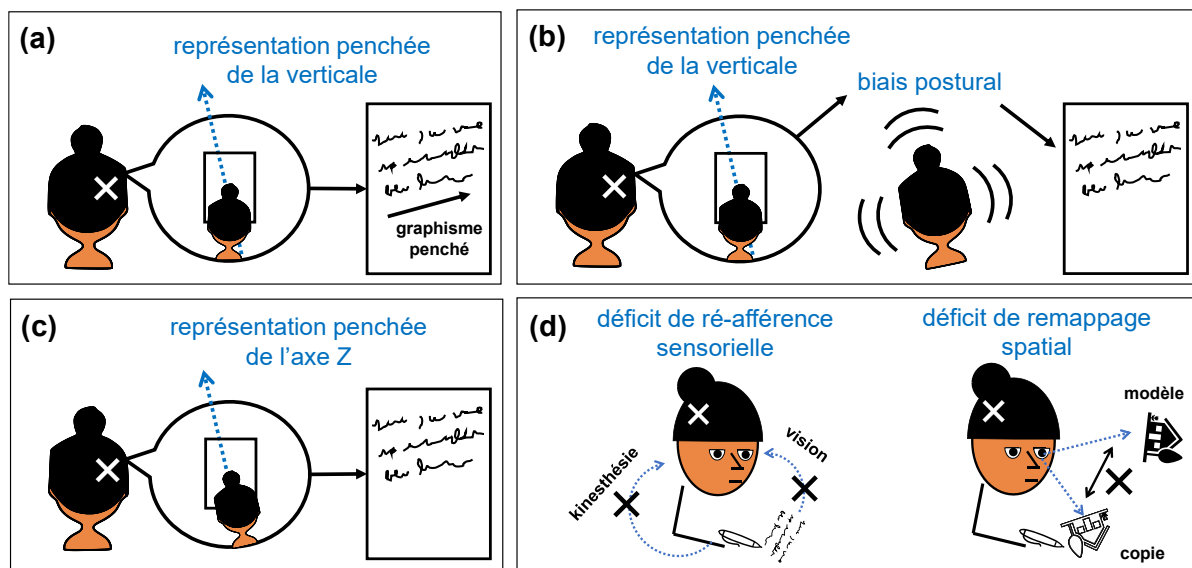 (a)
représentation penchée
de la verticale
graphisme
penché
(b)
représentation penchée
de la verticale
biais postural
(c)
représentation penchée
de l'axe Z
(d)
déficit de ré-afférence
sensorielle
kinesthésie
vision
déficit de remappage
spatial
modèle
copie